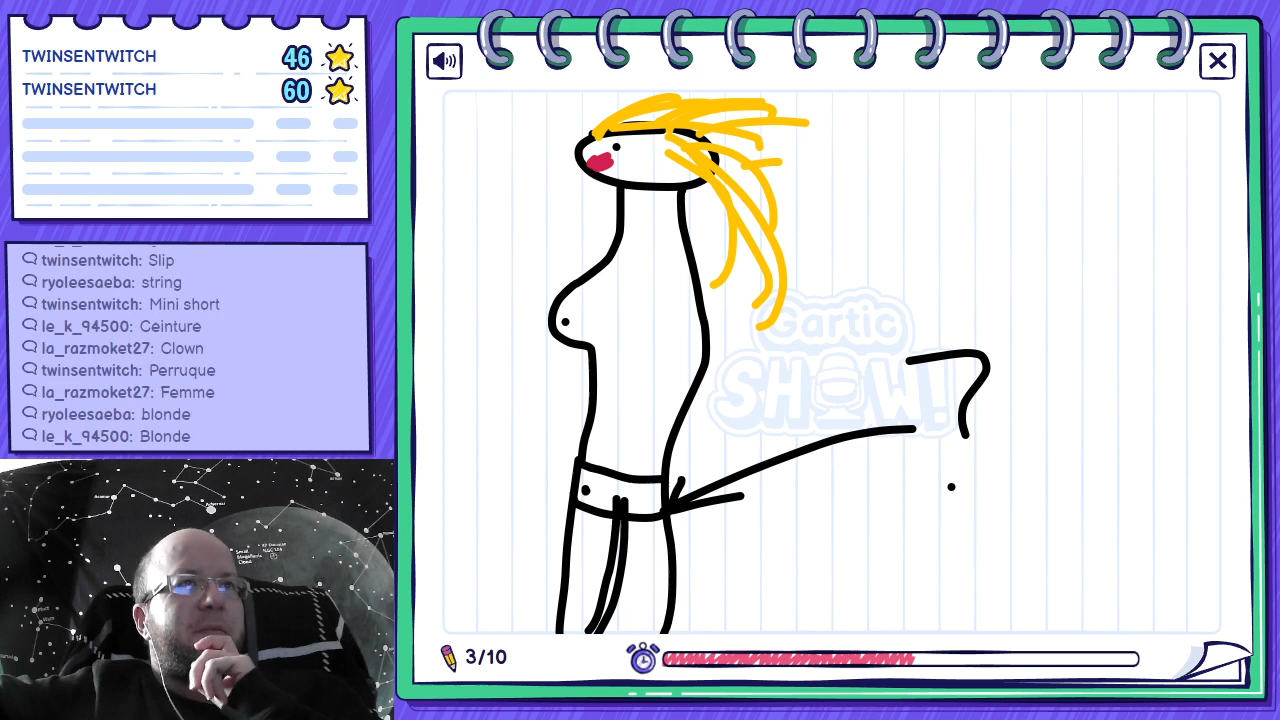 TWINSENTWITCH 46
TWINSENTWITCH 60
twinsentwitch: Slip
ryoleesaeba: string
twinsentwitch: Mini short
le_k_94500: Ceinture
la_razmoket27: Clown
twinsentwitch: Perruque
la_razmoket27: Femme
ryoleesaeba: blonde
le_k_94500: Blonde
Gartic
SHOW!
?
3/10